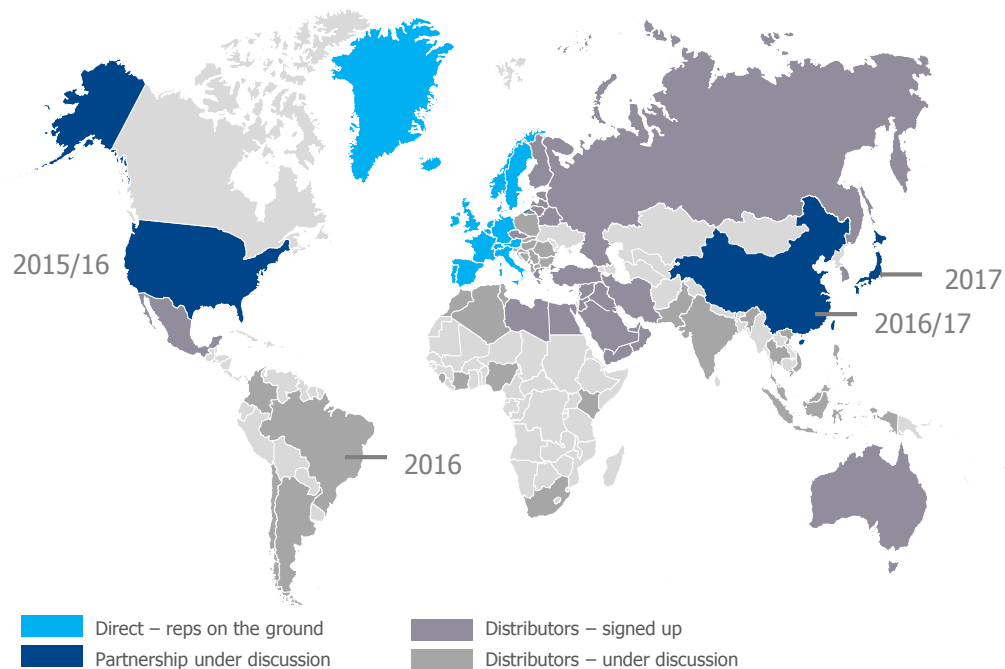 2015/16
2017
2016/17
2016
Direct – reps on the ground
Distributors – signed up
Partnership under discussion
Distributors – under discussion